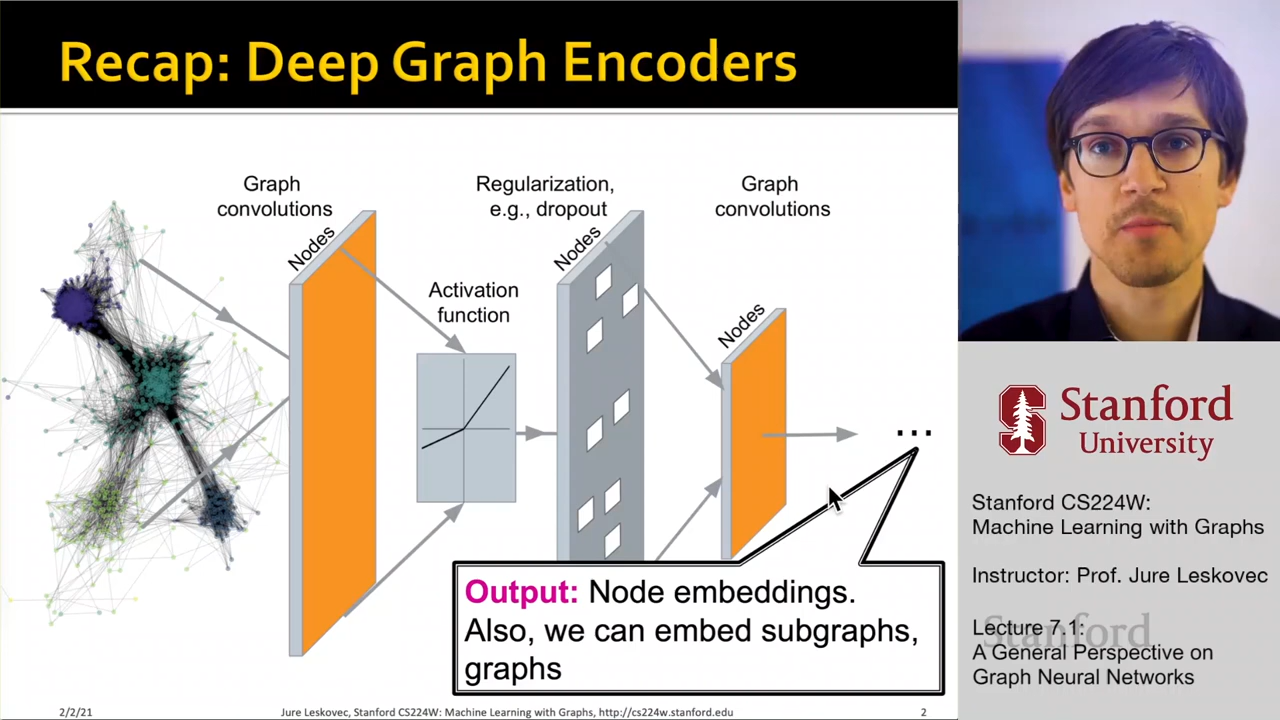 Recap: Deep Graph Encoders
Graph
convolutions
Regularization,
e.g., dropout
Graph
convolutions
Nodes
Nodes
Nodes
Activation
function
...
Output: Node embeddings.
Also, we can embed subgraphs,
graphs
2/2/21
Jure Leskovec, Stanford CS224W: Machine Learning with Graphs, http://cs224w.stanford.edu
2
Stanford
University
Stanford CS224W:
Machine Learning with Graphs
Instructor: Prof. Jure Leskovec
Stanford
Lecture 7.1:
A General Perspective on
Graph Neural Networks